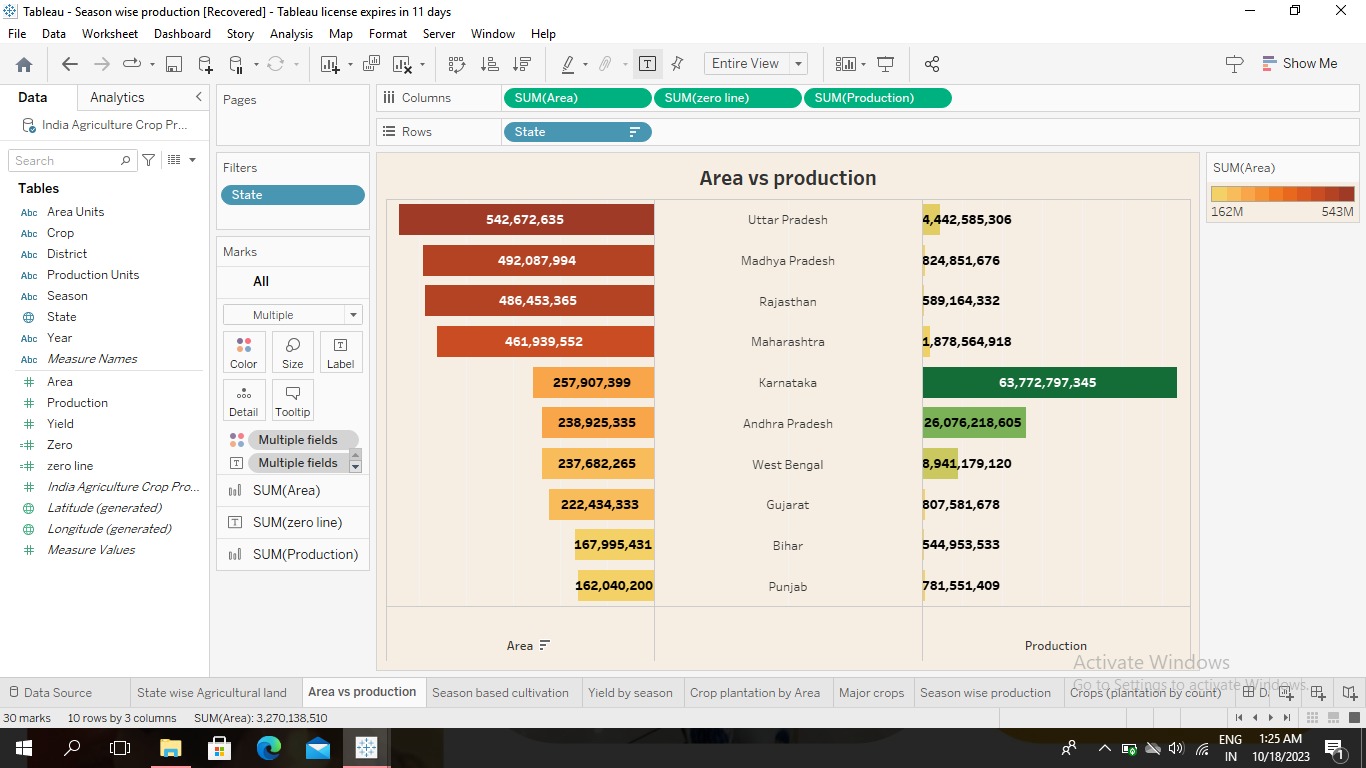 Tableau - Season wise production [Recovered] - Tableau license expires in 11 days
File Data Worksheet Dashboard Story Analysis Map Format Server Window Help
Entire View
Show Me
Data Analytics
India Agriculture Crop Pr...
Search
Tables
Abc Area Units
Abc Crop
Abc District
Abc Production Units
Abc Season
State
Abc Year
Abc Measure Names
# Area
# Production
# Yield
=# Zero
=# zero line
# India Agriculture Crop Pro...
Latitude (generated)
Longitude (generated)
# Measure Values
Pages
Filters
State
Marks
All
Multiple
Color Size Label
Detail Tooltip
Multiple fields
Multiple fields
SUM(Area)
SUM(zero line)
SUM(Production)
Columns SUM(Area) SUM(zero line) SUM(Production)
Rows State
Area vs production
542,672,635 Uttar Pradesh 4,442,585,306
492,087,994 Madhya Pradesh 824,851,676
486,453,365 Rajasthan 589,164,332
461,939,552 Maharashtra 1,878,564,918
257,907,399 Karnataka 63,772,797,345
238,925,335 Andhra Pradesh 26,076,218,605
237,682,265 West Bengal 8,941,179,120
222,434,333 Gujarat 807,581,678
167,995,431 Bihar 544,953,533
162,040,200 Punjab 781,551,409
Area Production
SUM(Area)
162M 543M
Activate Windows
Go to Settings to activate Windows.
Data Source State wise Agricultural land Area vs production Season based cultivation Yield by season Crop plantation by Area Major crops Season wise production Crops (plantation by count) D.
30 marks 10 rows by 3 columns SUM(Area): 3,270,138,510
ENG 1:25 AM
IN 10/18/2023
1